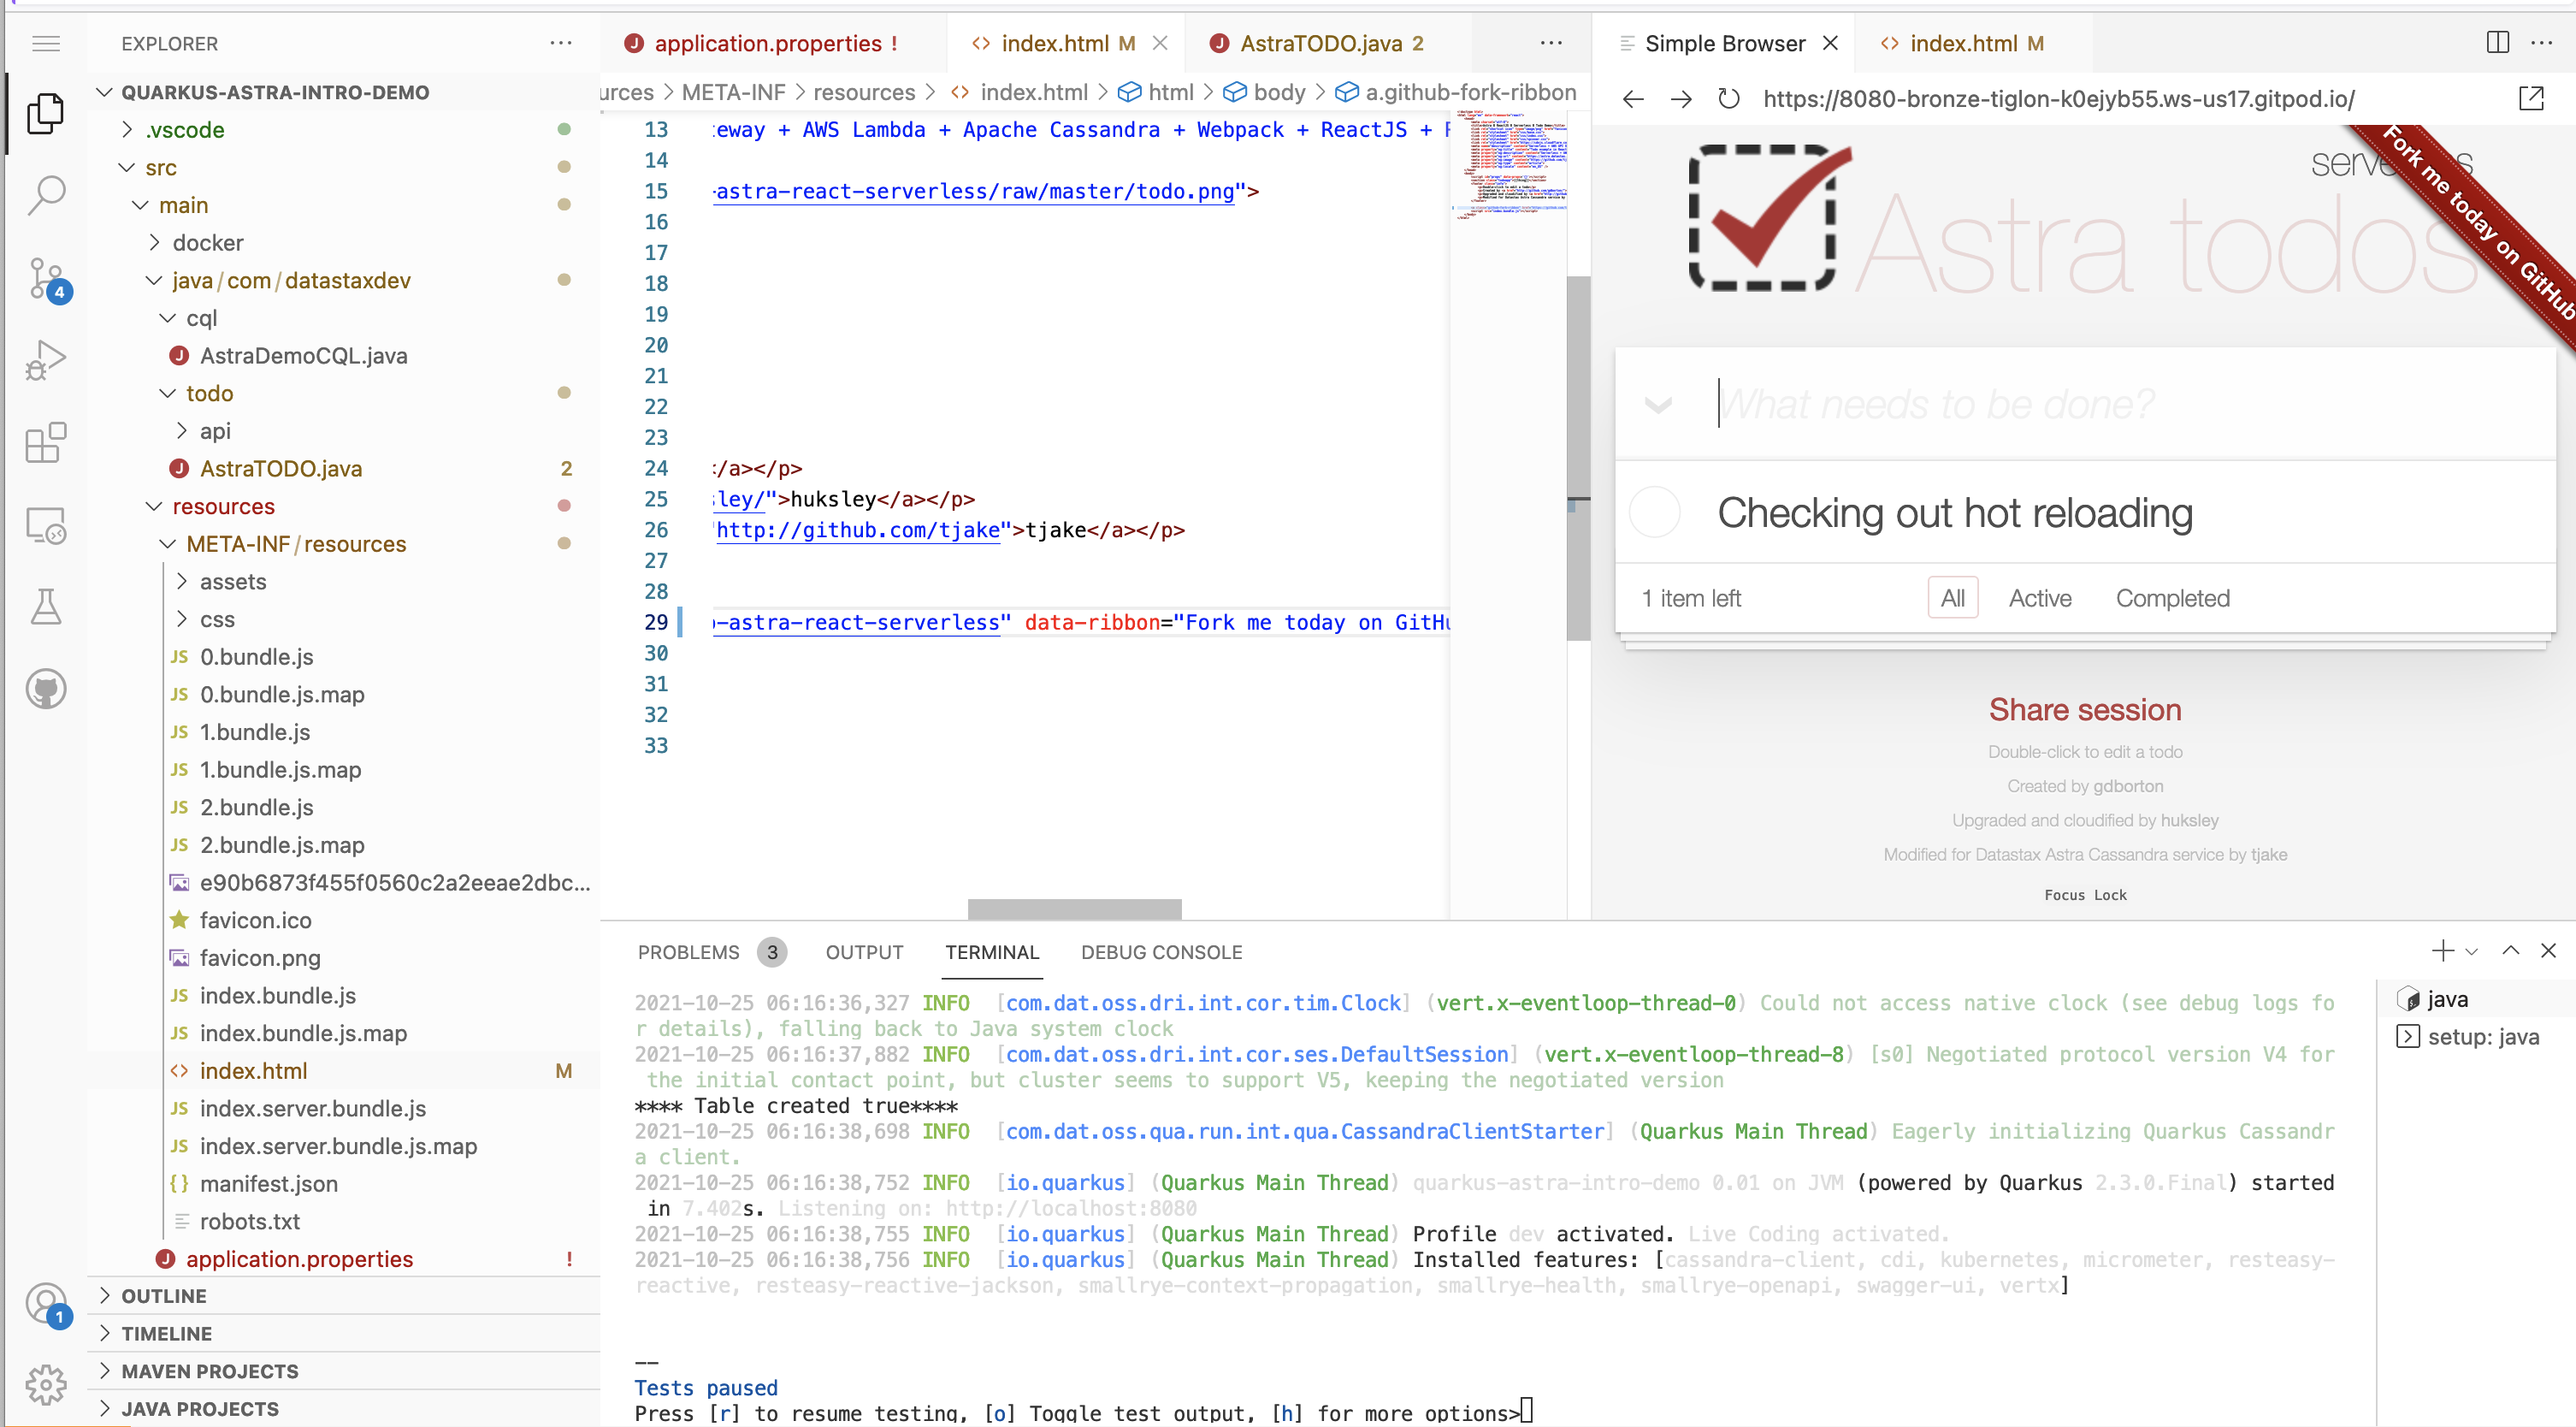 EXPLORER
QUARKUS-ASTRA-INTRO-DEMO
.vscode
src
main
docker
java/com/datastaxdev
cql
J AstraDemoCQL.java
todo
api
J AstraTODO.java 2
resources
META-INF/resources
assets
css
JS 0.bundle.js
JS 0.bundle.js.map
JS 1.bundle.js
JS 1.bundle.js.map
JS 2.bundle.js
JS 2.bundle.js.map
e90b6873f455f0560c2a2eeae2dbc...
favicon.ico
favicon.png
JS index.bundle.js
JS index.bundle.js.map
<> index.html M
JS index.server.bundle.js
JS index.server.bundle.js.map
{} manifest.json
robots.txt
J application.properties !
OUTLINE
TIMELINE
MAVEN PROJECTS
JAVA PROJECTS
4
1
J application.properties !
<> index.html M
J AstraTODO.java 2
urces > META-INF > resources > <> index.html > html > body > a.github-fork-ribbon
13 :eway + AWS Lambda + Apache Cassandra + Webpack + ReactJS +
14
15 -astra-react-serverless/raw/master/todo.png">
16
17
18
19
20
21
22
23
24 </a></p>
25 sley/">huksley</a></p>
26 "http://github.com/tjake">tjake</a></p>
27
28
29 o-astra-react-serverless" data-ribbon="Fork me today on GitHu
30
31
32
33
Simple Browser
<> index.html M
https://8080-bronze-tiglon-k0ejyb55.ws-us17.gitpod.io/
Fork me today on GitHub
Astra todos
What needs to be done?
Checking out hot reloading
1 item left All Active Completed
Share session
Double-click to edit a todo
Created by gdborton
Upgraded and cloudified by huksley
Modified for Datastax Astra Cassandra service by tjake
Focus Lock
PROBLEMS 3 OUTPUT TERMINAL DEBUG CONSOLE
2021-10-25 06:16:36,327 INFO [com.dat.oss.dri.int.cor.tim.Clock] (vert.x-eventloop-thread-0) Could not access native clock (see debug logs fo
r details), falling back to Java system clock
2021-10-25 06:16:37,882 INFO [com.dat.oss.dri.int.cor.ses.DefaultSession] (vert.x-eventloop-thread-8) [s0] Negotiated protocol version V4 for
the initial contact point, but cluster seems to support V5, keeping the negotiated version
**** Table created true****
2021-10-25 06:16:38,698 INFO [com.dat.oss.qua.run.int.qua.CassandraClientStarter] (Quarkus Main Thread) Eagerly initializing Quarkus Cassandr
a client.
2021-10-25 06:16:38,752 INFO [io.quarkus] (Quarkus Main Thread) quarkus-astra-intro-demo 0.01 on JVM (powered by Quarkus 2.3.0.Final) started
in 7.402s. Listening on: http://localhost:8080
2021-10-25 06:16:38,755 INFO [io.quarkus] (Quarkus Main Thread) Profile dev activated. Live Coding activated.
2021-10-25 06:16:38,756 INFO [io.quarkus] (Quarkus Main Thread) Installed features: [cassandra-client, cdi, kubernetes, micrometer, resteasy-
reactive, resteasy-reactive-jackson, smallrye-context-propagation, smallrye-health, smallrye-openapi, swagger-ui, vertx]
--
Tests paused
Press [r] to resume testing, [o] Toggle test output, [h] for more options>
java
setup: java